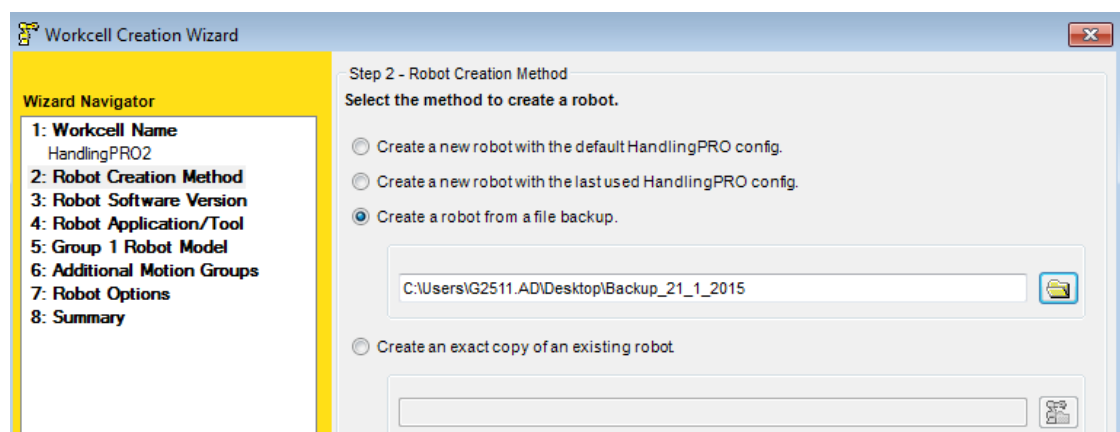 Workcell Creation Wizard
Wizard Navigator
1: Workcell Name
HandlingPRO2
2: Robot Creation Method
3: Robot Software Version
4: Robot Application/Tool
5: Group 1 Robot Model
6: Additional Motion Groups
7: Robot Options
8: Summary
Step 2 - Robot Creation Method
Select the method to create a robot.
Create a new robot with the default HandlingPRO config.
Create a new robot with the last used HandlingPRO config.
Create a robot from a file backup.
C:\Users\G2511.AD\Desktop\Backup_21_1_2015
Create an exact copy of an existing robot.